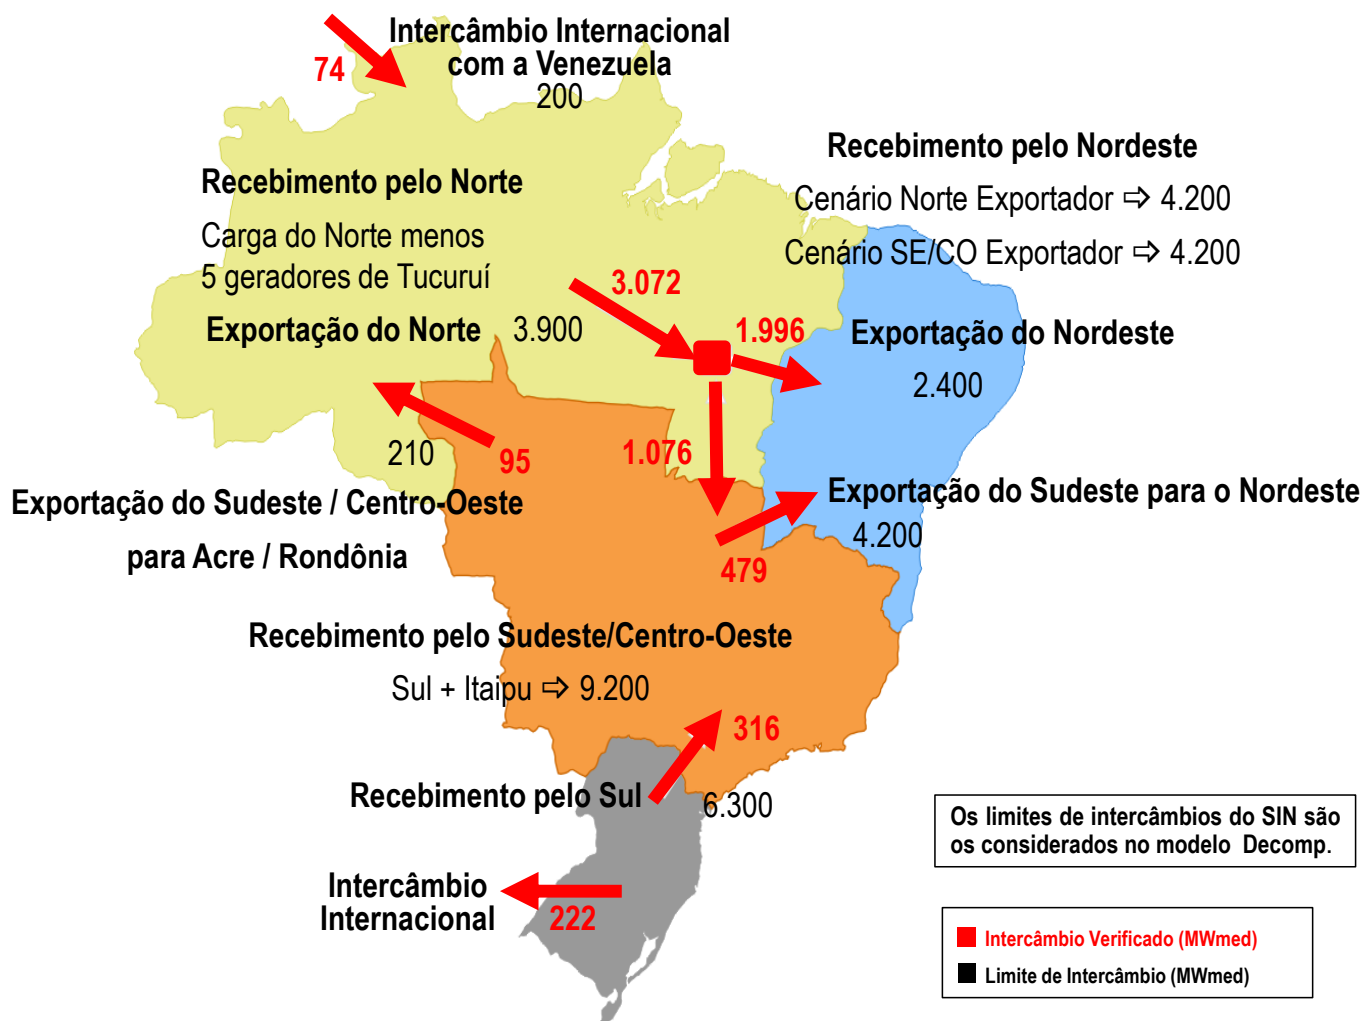 Intercâmbio Internacional
com a Venezuela
74
200
Recebimento pelo Nordeste
Cenário Norte Exportador ⇨ 4.200
Cenário SE/CO Exportador ⇨ 4.200
Recebimento pelo Norte
Carga do Norte menos
5 geradores de Tucuruí
3.072
Exportação do Norte 3.900
1.996
Exportação do Nordeste
2.400
210
95
1.076
Exportação do Sudeste / Centro-Oeste
para Acre / Rondônia
Exportação do Sudeste para o Nordeste
4.200
479
Recebimento pelo Sudeste/Centro-Oeste
Sul + Itaipu ⇨ 9.200
316
Recebimento pelo Sul
6.300
Os limites de intercâmbios do SIN são
os considerados no modelo Decomp.
Intercâmbio
Internacional
222
Intercâmbio Verificado (MWmed)
Limite de Intercâmbio (MWmed)